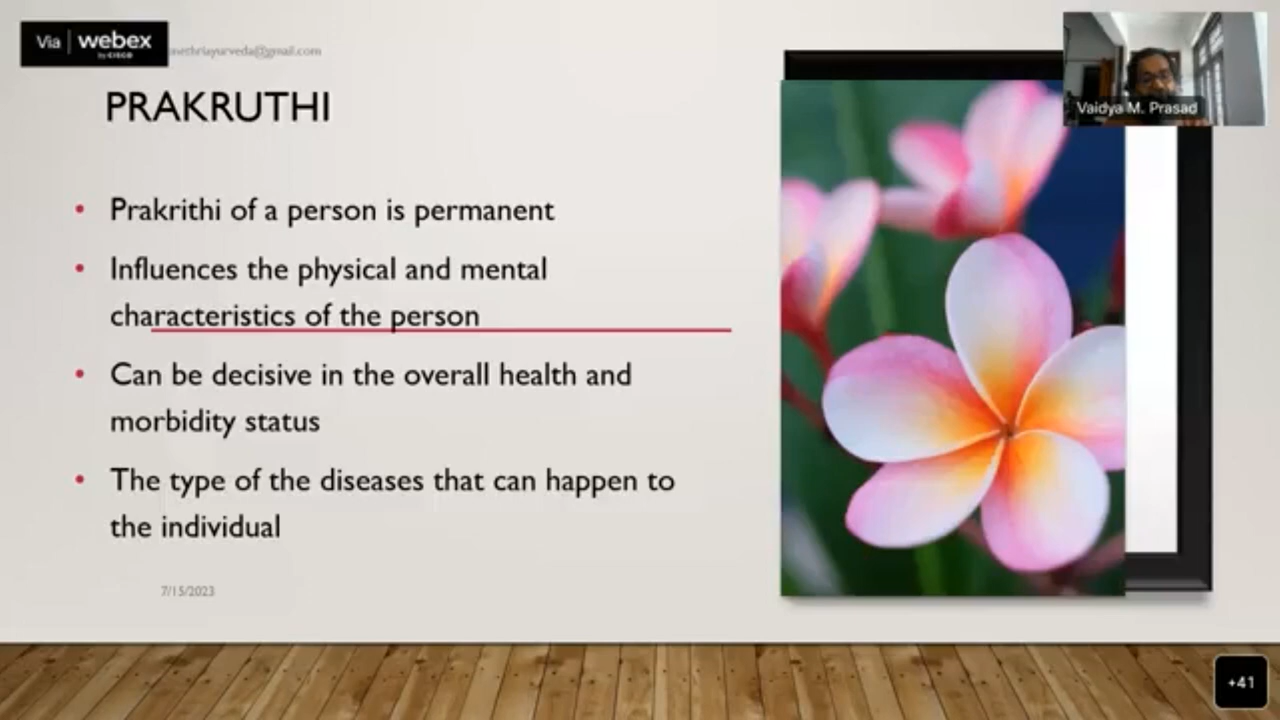 Via webex
by CISCO
methriayurveda@gmail.com
Vaidya M. Prasad
PRAKRUTHI
• Prakrithi of a person is permanent
• Influences the physical and mental
characteristics of the person
• Can be decisive in the overall health and
morbidity status
• The type of the diseases that can happen to
the individual
7/15/2023
+41